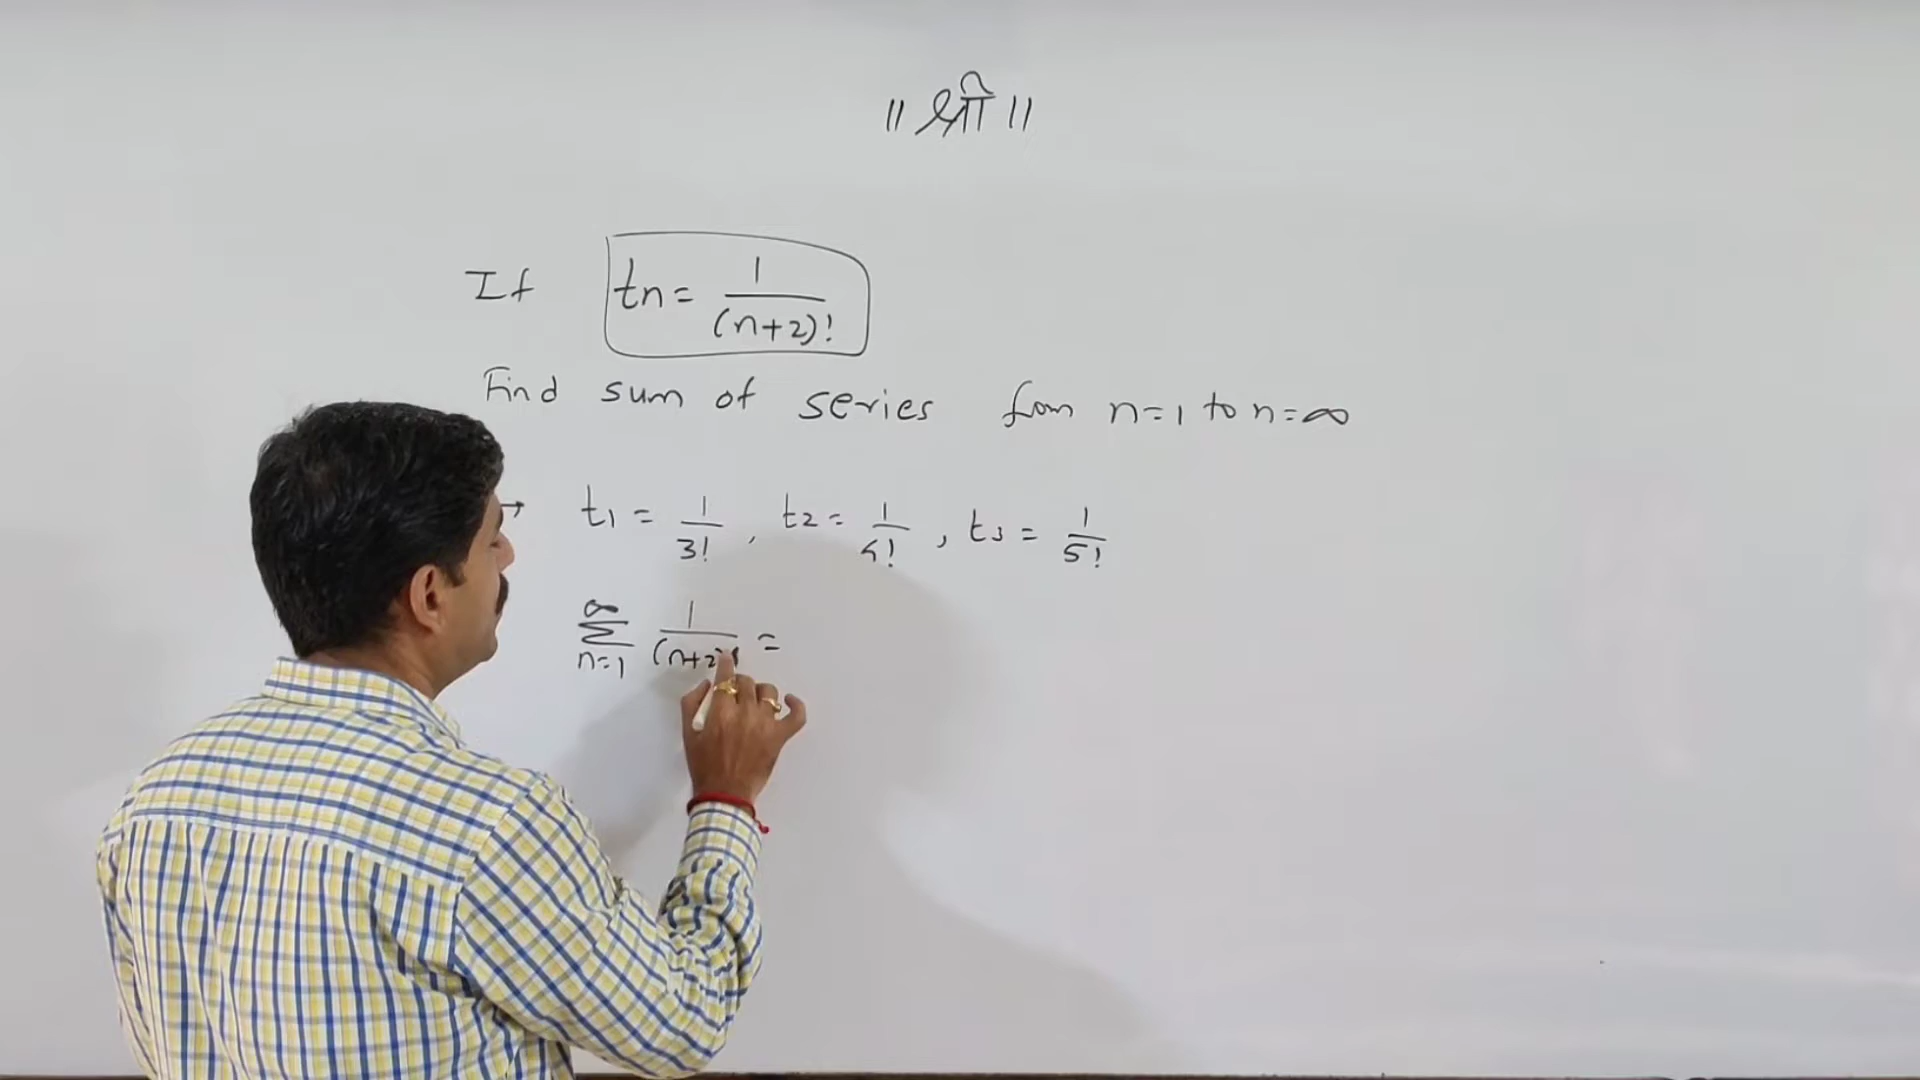 || श्री ||
If tn = 1/(n+2)!
Find sum of series from n=1 to n=∞
→ t1 = 1/3! , t2 = 1/4! , t3 = 1/5!
∞∑n=1 1/(n+2)! =